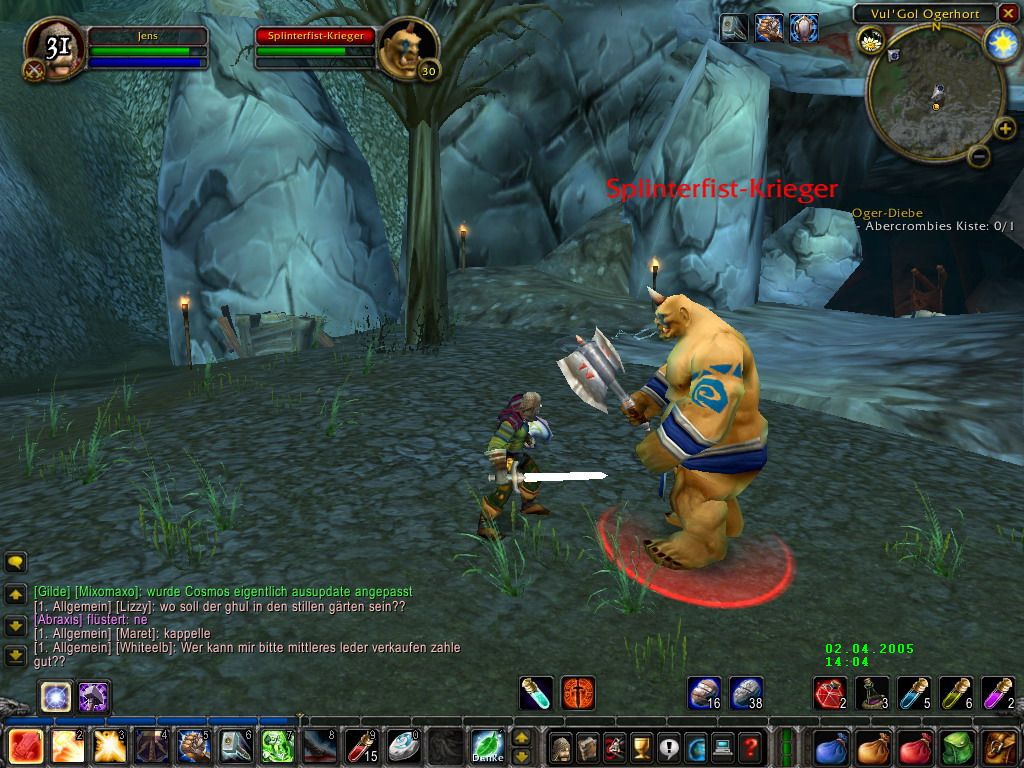 Jens
31
Splinterfist-Krieger
30
Vul'Gol Ogerhort
N
Splinterfist-Krieger
Oger-Diebe
- Abercrombies Kiste: 0/1
[Gilde] [Mixomaxo]: wurde Cosmos eigentlich ausupdate angepasst
[1. Allgemein] [Lizzy]: wo soll der ghul in den stillen gärten sein??
[Abraxis] flüstert: ne
[1. Allgemein] [Maret]: kappelle
[1. Allgemein] [Whiteelb]: Wer kann mir bitte mittleres leder verkaufen zahle
gut??
02.04.2005
14:04
16 38 2 3 5 6 2
2 3 4 5 6 7 8 9 15 Danke